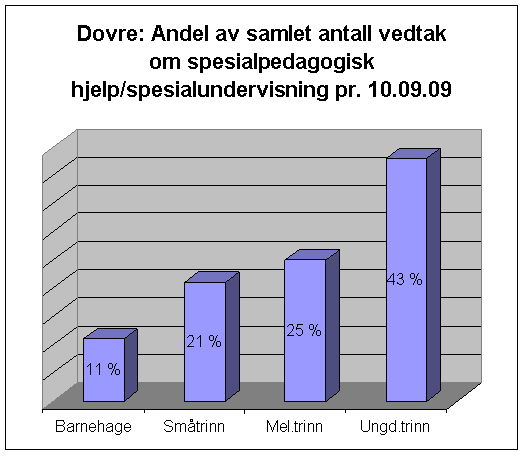 Dovre: Andel av samlet antall vedtak
om spesialpedagogisk
hjelp/spesialundervisning pr. 10.09.09
43 %
25 %
21 %
11 %
Barnehage Småtrinn Mel.trinn Ungd.trinn